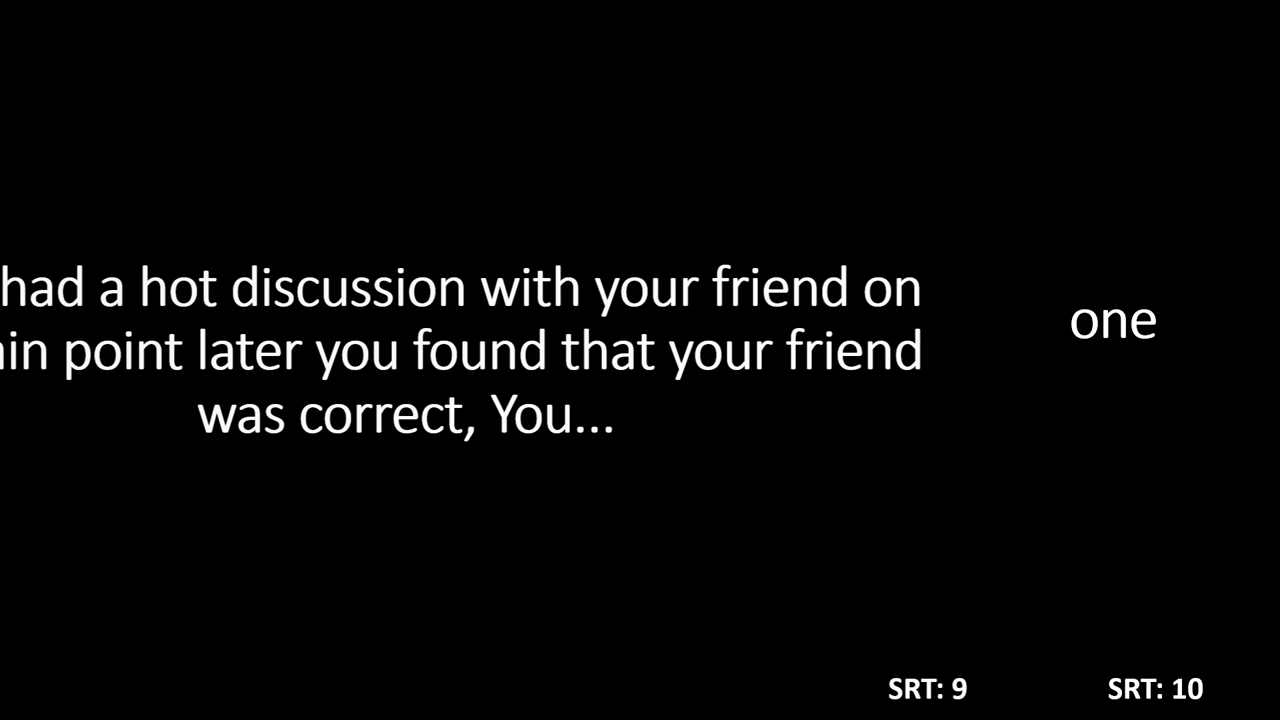 had a hot discussion with your friend on
point later you found that your friend
was correct, You...
one
SRT: 9
SRT: 10